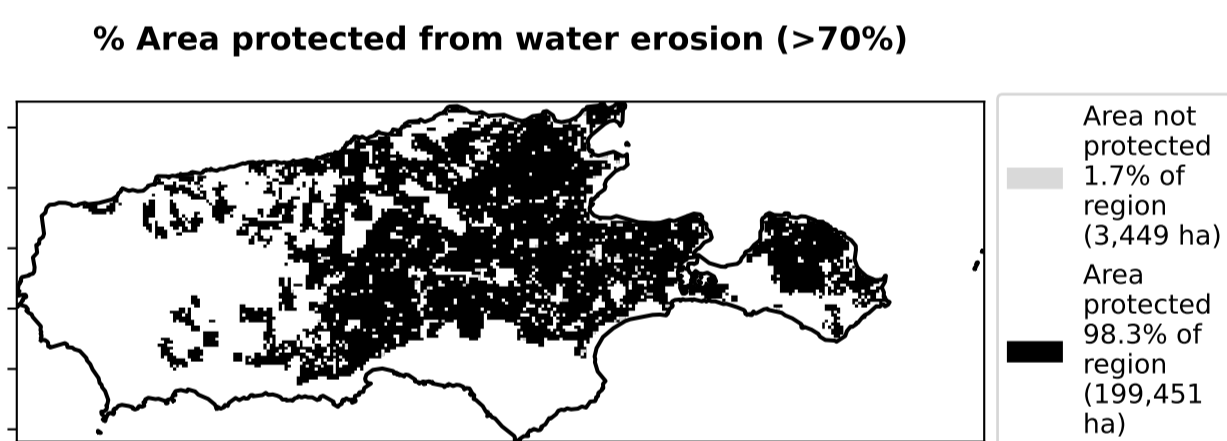 % Area protected from water erosion (>70%)
Area not
protected
1.7% of
region
(3,449 ha)
Area
protected
98.3% of
region
(199,451
ha)